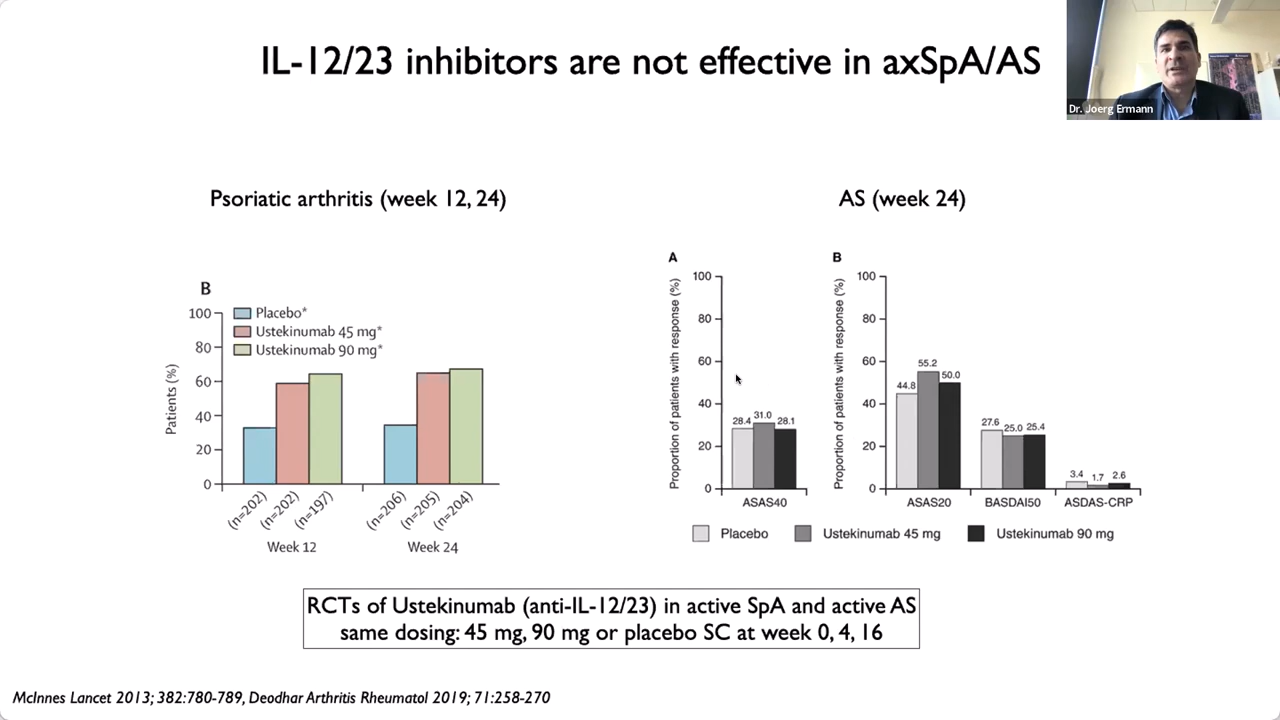 IL-12/23 inhibitors are not effective in axSpA/AS
Dr. Joerg Ermann
Psoriatic arthritis (week 12, 24)
B
Placebo*
Ustekinumab 45 mg*
Ustekinumab 90 mg*
Patients (%)
100
80
60
40
20
0
(n=202)
(n=202)
(n=197)
(n=206)
(n=205)
(n=204)
Week 12
Week 24
AS (week 24)
A
Proportion of patients with response (%)
100
80
60
40
20
0
28.4
31.0
28.1
ASAS40
B
Proportion of patients with response (%)
100
80
60
40
20
0
44.8
55.2
50.0
27.6
25.0
25.4
3.4
1.7
2.6
ASAS20
BASDAI50
ASDAS-CRP
Placebo
Ustekinumab 45 mg
Ustekinumab 90 mg
RCTs of Ustekinumab (anti-IL-12/23) in active SpA and active AS
same dosing: 45 mg, 90 mg or placebo SC at week 0, 4, 16
McInnes Lancet 2013; 382:780-789, Deodhar Arthritis Rheumatol 2019; 71:258-270